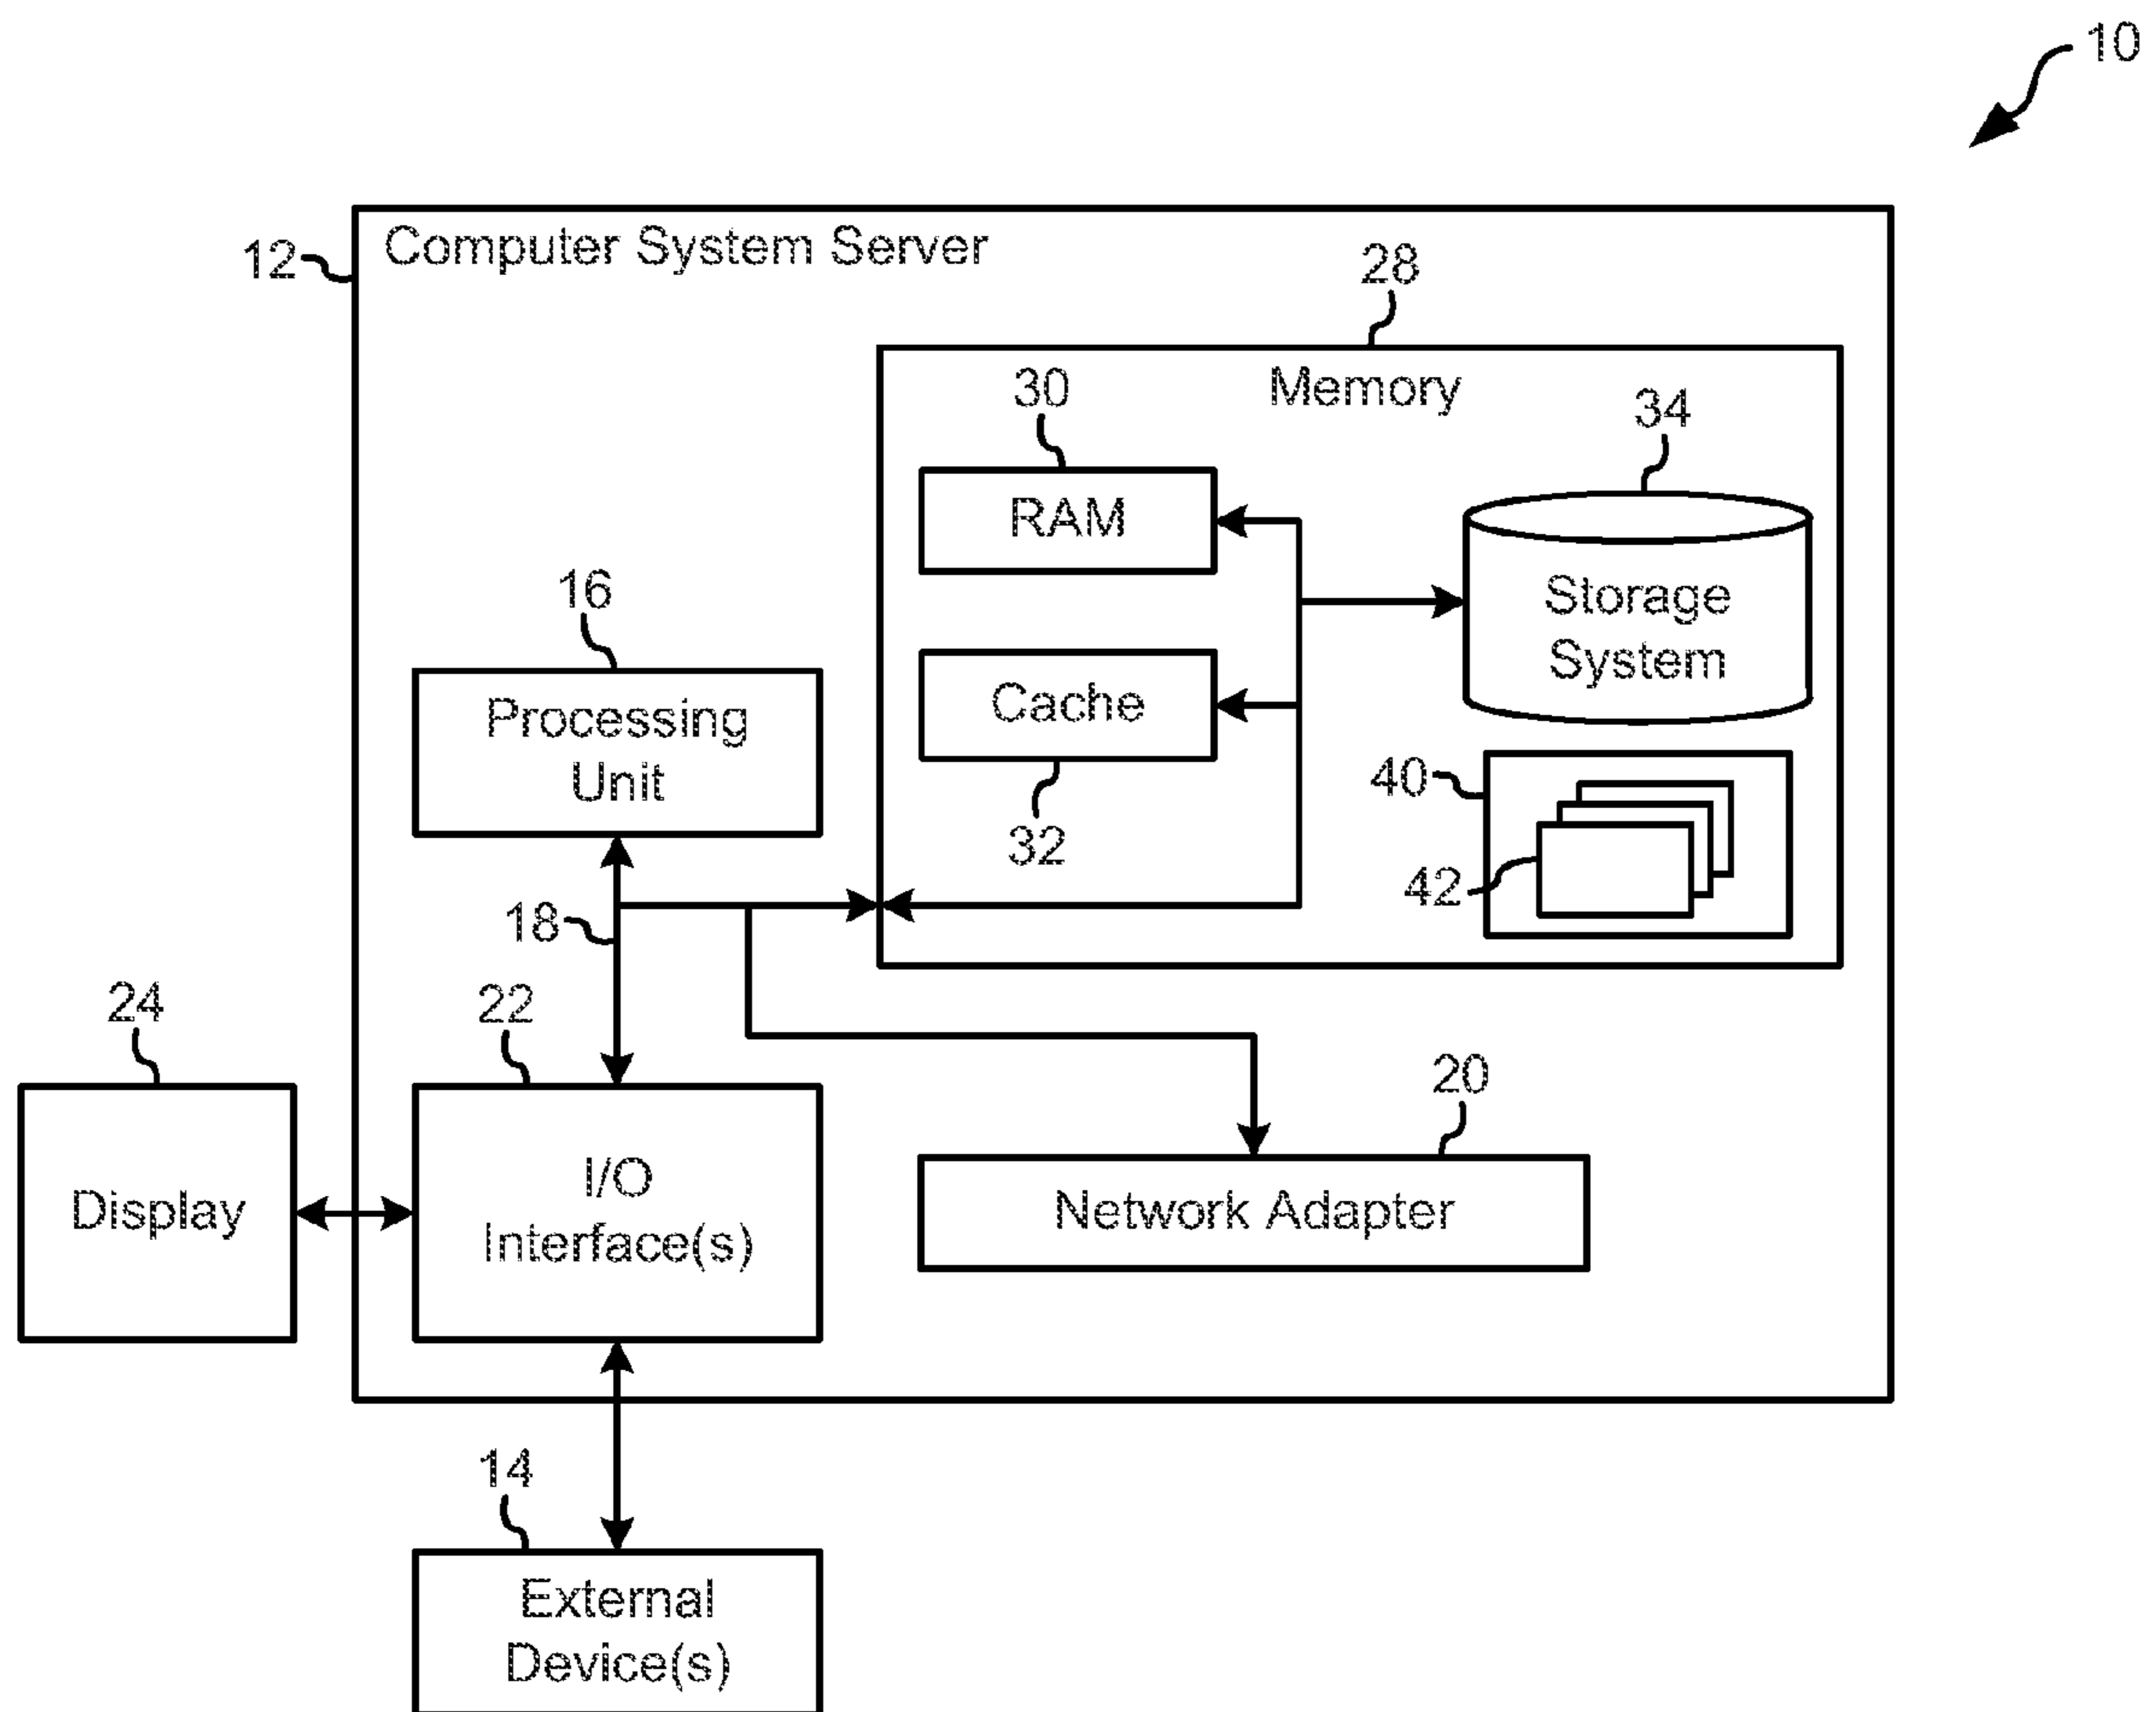 10
12
Computer System Server
28
Memory
30
RAM
34
Storage
System
16
Processing
Unit
Cache
32
40
42
18
24
Display
22
I/O
Interface(s)
20
Network Adapter
14
External
Device(s)